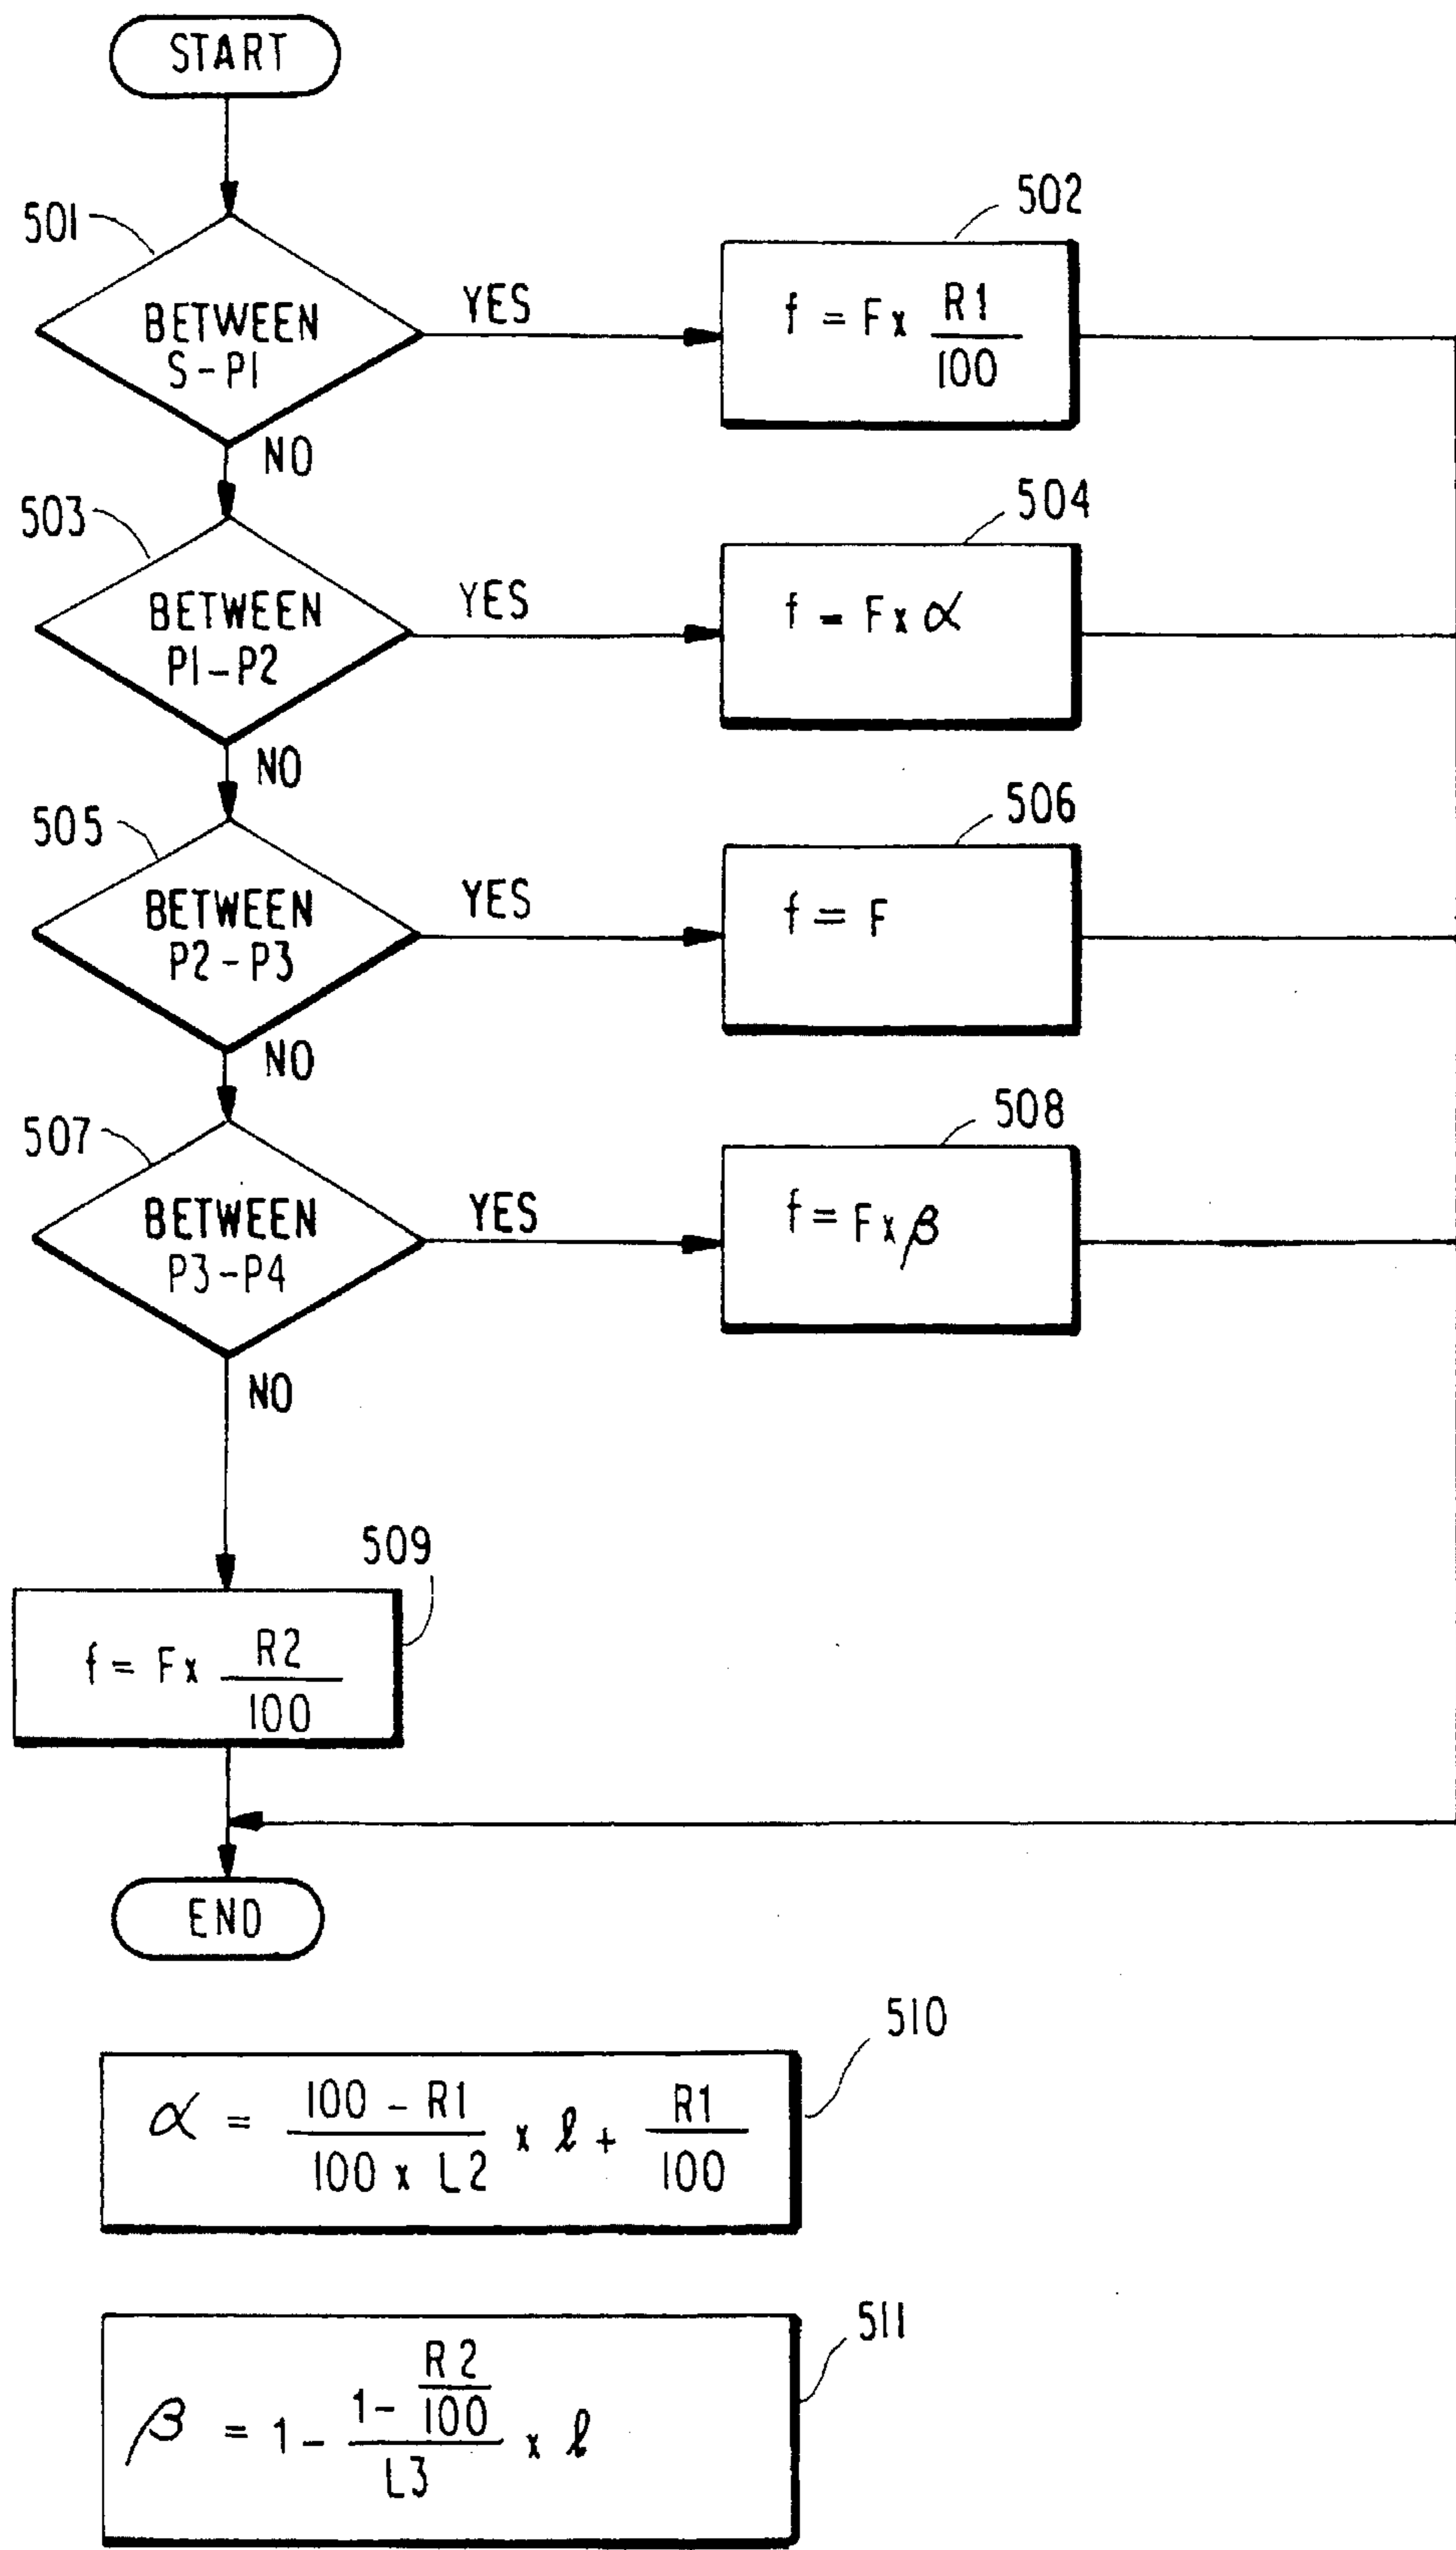 START
501
BETWEEN
S-P1
YES
502
f = F x R1
100
NO
503
BETWEEN
P1-P2
YES
504
f = F x α
NO
505
BETWEEN
P2-P3
YES
506
f = F
NO
507
BETWEEN
P3-P4
YES
508
f = F x β
NO
509
f = F x R2
100
END
510
α = 100 - R1 x ℓ + R1
100 x L2 100
511
R2
β = 1 - 1- 100 x ℓ
L3